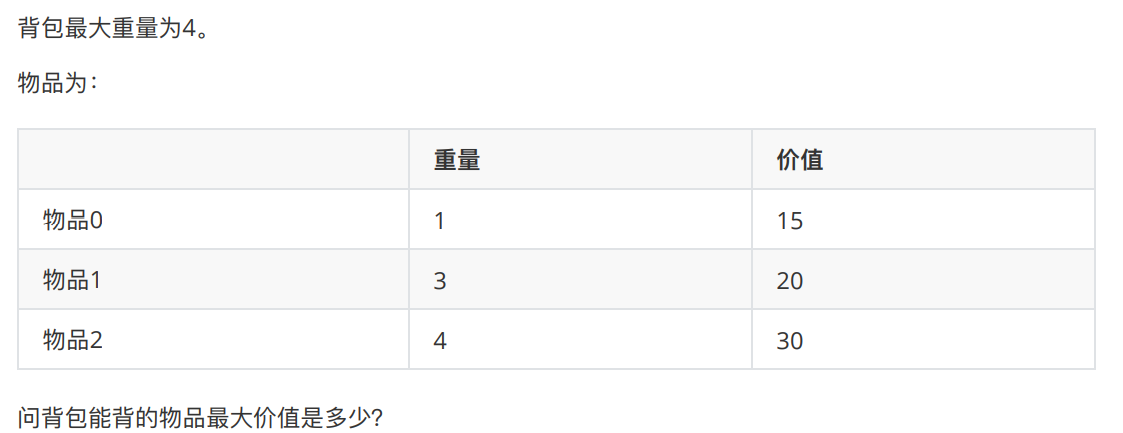 背包最大重量为4。
物品为：
重量 价值
物品0 1 15
物品1 3 20
物品2 4 30
问背包能背的物品最大价值是多少?